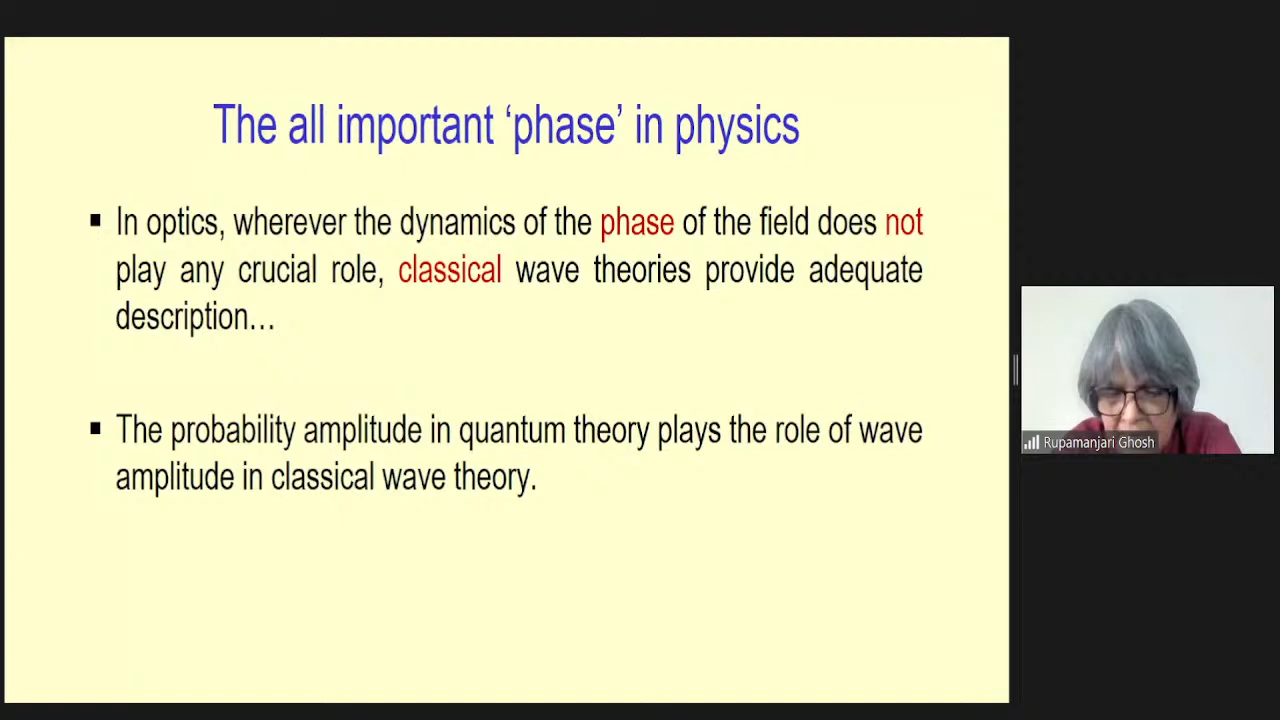 The all important ‘phase’ in physics
▪ In optics, wherever the dynamics of the phase of the field does not
play any crucial role, classical wave theories provide adequate
description…
▪ The probability amplitude in quantum theory plays the role of wave
amplitude in classical wave theory.
Rupamanjari Ghosh